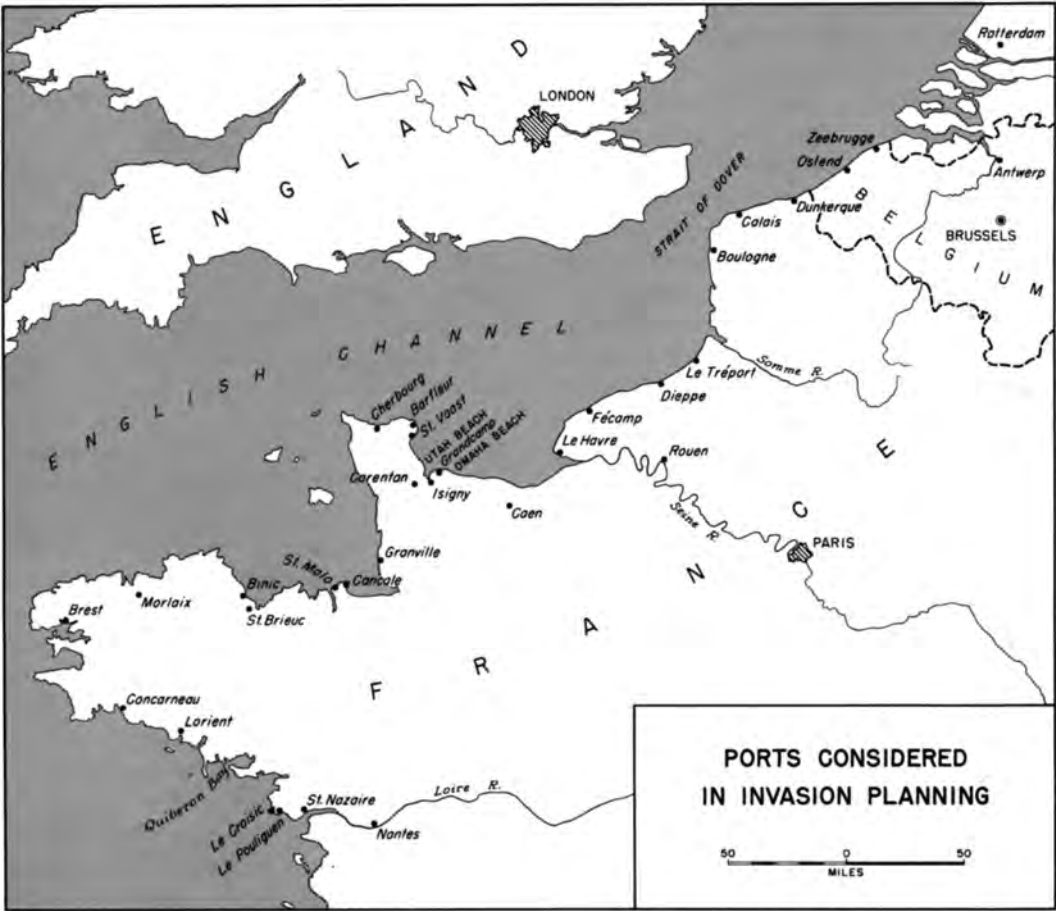 Rotterdam
ENGLAND
LONDON
Zeebrugge
Ostend
Antwerp
Dunkerque
BELGIUM
BRUSSELS
STRAIT OF DOVER
Calais
Boulogne
ENGLISH CHANNEL
Somme R.
Le Tréport
Dieppe
Fécamp
Le Havre
Rouen
Cherbourg
Barfleur
St. Vaast
UTAH BEACH
Grandcamp
OMAHA BEACH
Carentan
Isigny
Caen
Seine R.
PARIS
Granville
St. Malo
Cancale
Binic
St. Brieuc
Morlaix
Brest
FRANCE
Concarneau
Lorient
Quiberon Bay
Le Croisic
Le Pouliguen
St. Nazaire
Loire R.
Nantes
PORTS CONSIDERED
IN INVASION PLANNING
50 0 50
MILES